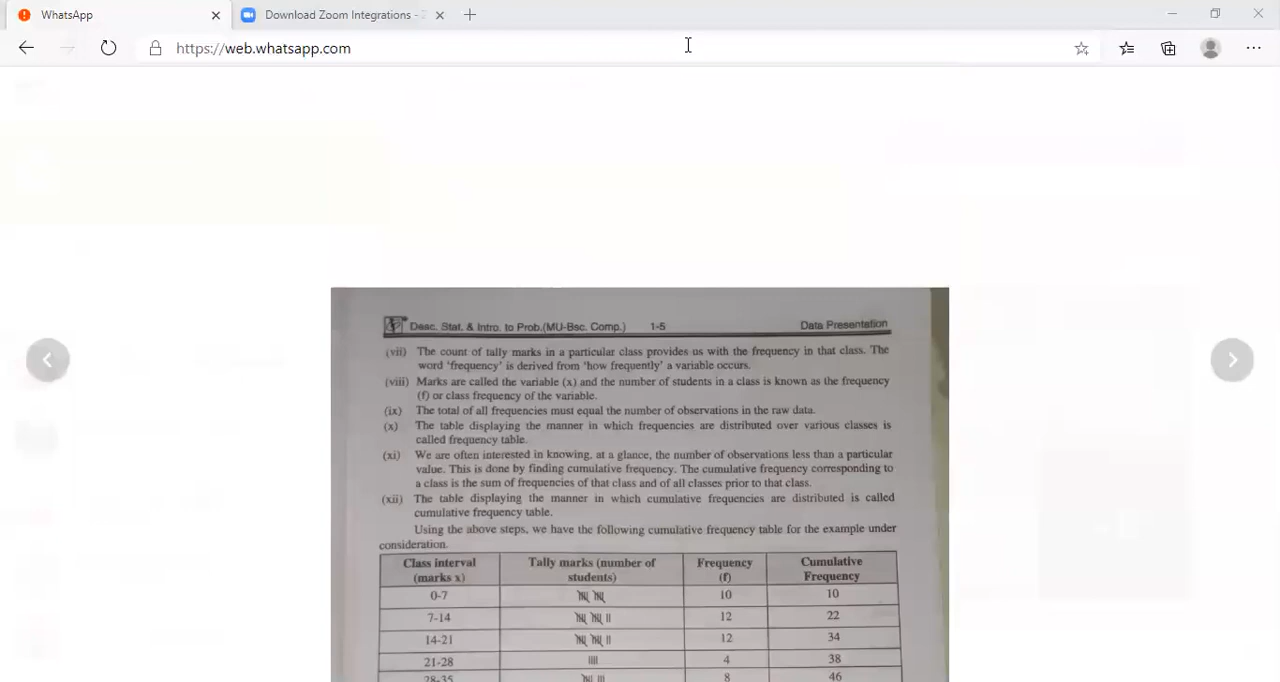 WhatsApp
Download Zoom Integrations -
https://web.whatsapp.com
Desc. Stat. & Intro. to Prob.(MU-Bsc. Comp.) 1-5 Data Presentation
(vii) The count of tally marks in a particular class provides us with the frequency in that class. The
word 'frequency' is derived from 'how frequently' a variable occurs.
(viii) Marks are called the variable (x) and the number of students in a class is known as the frequency
(f) or class frequency of the variable.
(ix) The total of all frequencies must equal the number of observations in the raw data.
(x) The table displaying the manner in which frequencies are distributed over various classes is
called frequency table.
(xi) We are often interested in knowing, at a glance, the number of observations less than a particular
value. This is done by finding cumulative frequency. The cumulative frequency corresponding to
a class is the sum of frequencies of that class and of all classes prior to that class.
(xii) The table displaying the manner in which cumulative frequencies are distributed is called
cumulative frequency table.
Using the above steps, we have the following cumulative frequency table for the example under
consideration.
Class interval Tally marks (number of Frequency Cumulative
(marks x) students) (f) Frequency
0-7 10 10
7-14 12 22
14-21 12 34
21-28 4 38
28-35 8 46